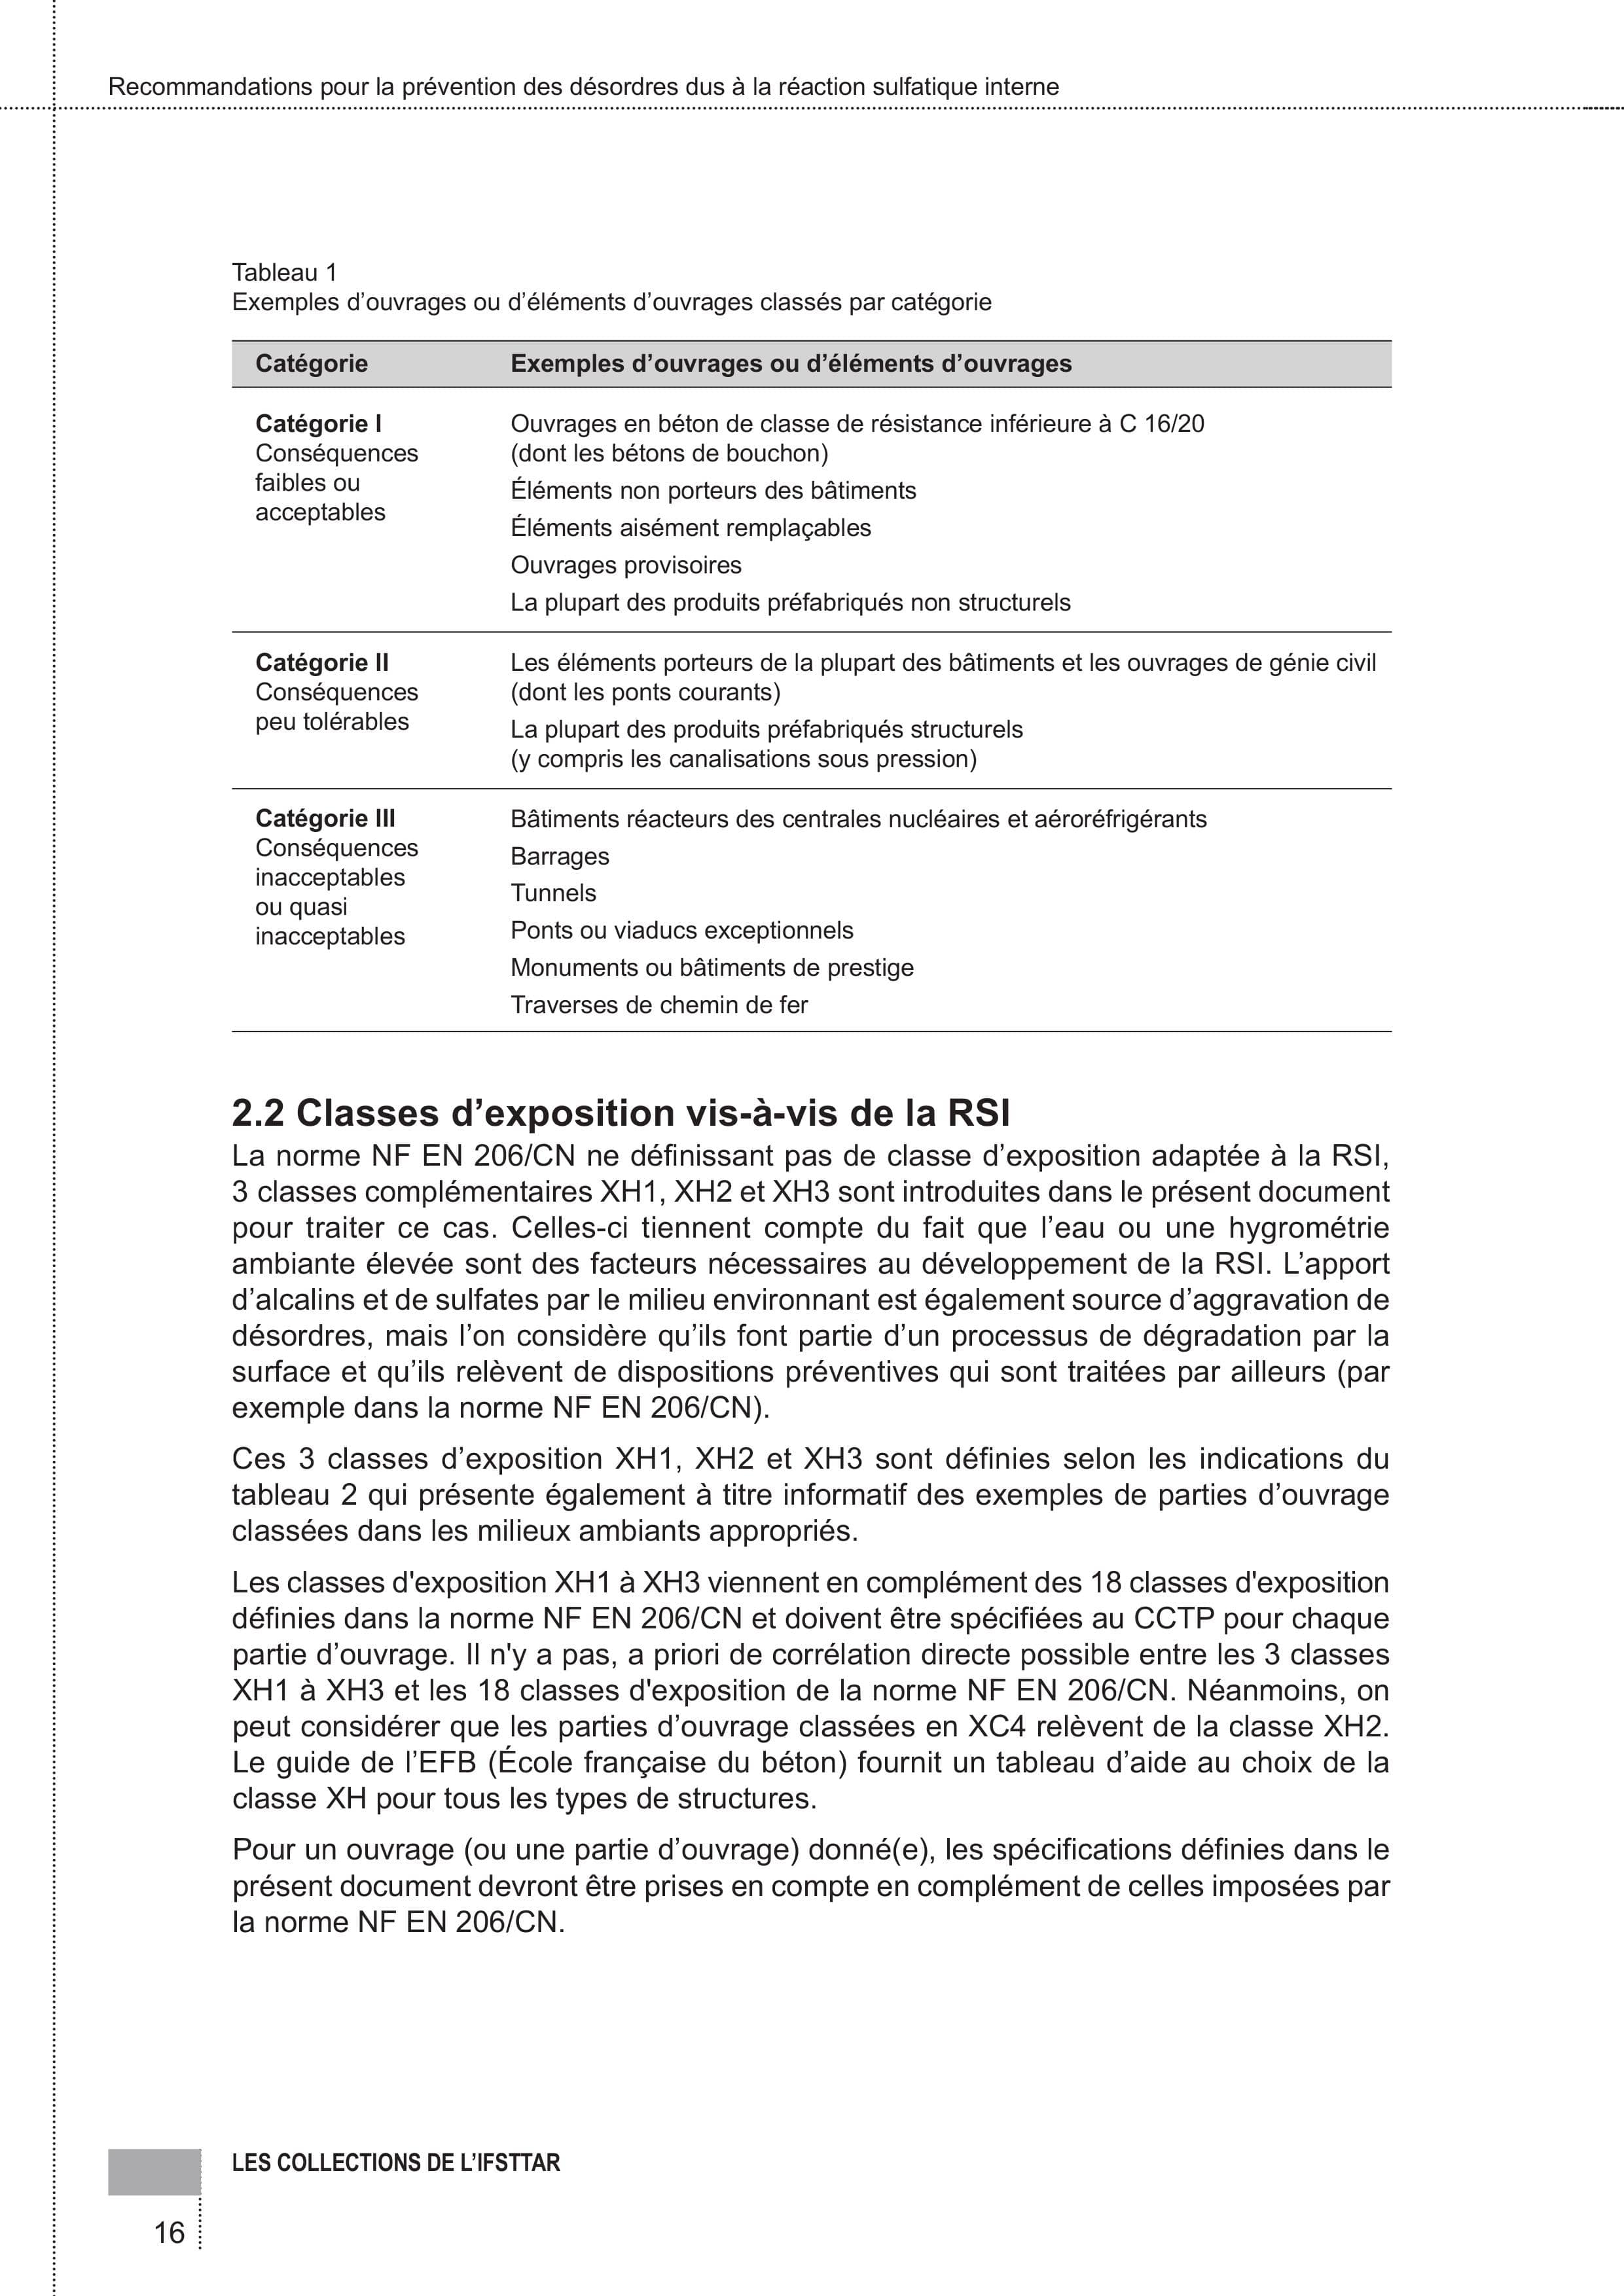 Recommandations pour la prévention des désordres dus à la réaction sulfatique interne
Tableau 1
Exemples d’ouvrages ou d’éléments d’ouvrages classés par catégorie
Catégorie Exemples d’ouvrages ou d’éléments d’ouvrages
Catégorie I
Conséquences
faibles ou
acceptables
Ouvrages en béton de classe de résistance inférieure à C 16/20
(dont les bétons de bouchon)
Éléments non porteurs des bâtiments
Éléments aisément remplaçables
Ouvrages provisoires
La plupart des produits préfabriqués non structurels
Catégorie II
Conséquences
peu tolérables
Les éléments porteurs de la plupart des bâtiments et les ouvrages de génie civil
(dont les ponts courants)
La plupart des produits préfabriqués structurels
(y compris les canalisations sous pression)
Catégorie III
Conséquences
inacceptables
ou quasi
inacceptables
Bâtiments réacteurs des centrales nucléaires et aéroréfrigérants
Barrages
Tunnels
Ponts ou viaducs exceptionnels
Monuments ou bâtiments de prestige
Traverses de chemin de fer
2.2 Classes d’exposition vis-à-vis de la RSI
La norme NF EN 206/CN ne définissant pas de classe d’exposition adaptée à la RSI,
3 classes complémentaires XH1, XH2 et XH3 sont introduites dans le présent document
pour traiter ce cas. Celles-ci tiennent compte du fait que l’eau ou une hygrométrie
ambiante élevée sont des facteurs nécessaires au développement de la RSI. L’apport
d’alcalins et de sulfates par le milieu environnant est également source d’aggravation de
désordres, mais l’on considère qu’ils font partie d’un processus de dégradation par la
surface et qu’ils relèvent de dispositions préventives qui sont traitées par ailleurs (par
exemple dans la norme NF EN 206/CN).
Ces 3 classes d’exposition XH1, XH2 et XH3 sont définies selon les indications du
tableau 2 qui présente également à titre informatif des exemples de parties d’ouvrage
classées dans les milieux ambiants appropriés.
Les classes d'exposition XH1 à XH3 viennent en complément des 18 classes d'exposition
définies dans la norme NF EN 206/CN et doivent être spécifiées au CCTP pour chaque
partie d’ouvrage. Il n'y a pas, a priori de corrélation directe possible entre les 3 classes
XH1 à XH3 et les 18 classes d'exposition de la norme NF EN 206/CN. Néanmoins, on
peut considérer que les parties d’ouvrage classées en XC4 relèvent de la classe XH2.
Le guide de l’EFB (École française du béton) fournit un tableau d’aide au choix de la
classe XH pour tous les types de structures.
Pour un ouvrage (ou une partie d’ouvrage) donné(e), les spécifications définies dans le
présent document devront être prises en compte en complément de celles imposées par
la norme NF EN 206/CN.
LES COLLECTIONS DE L’IFSTTAR
16